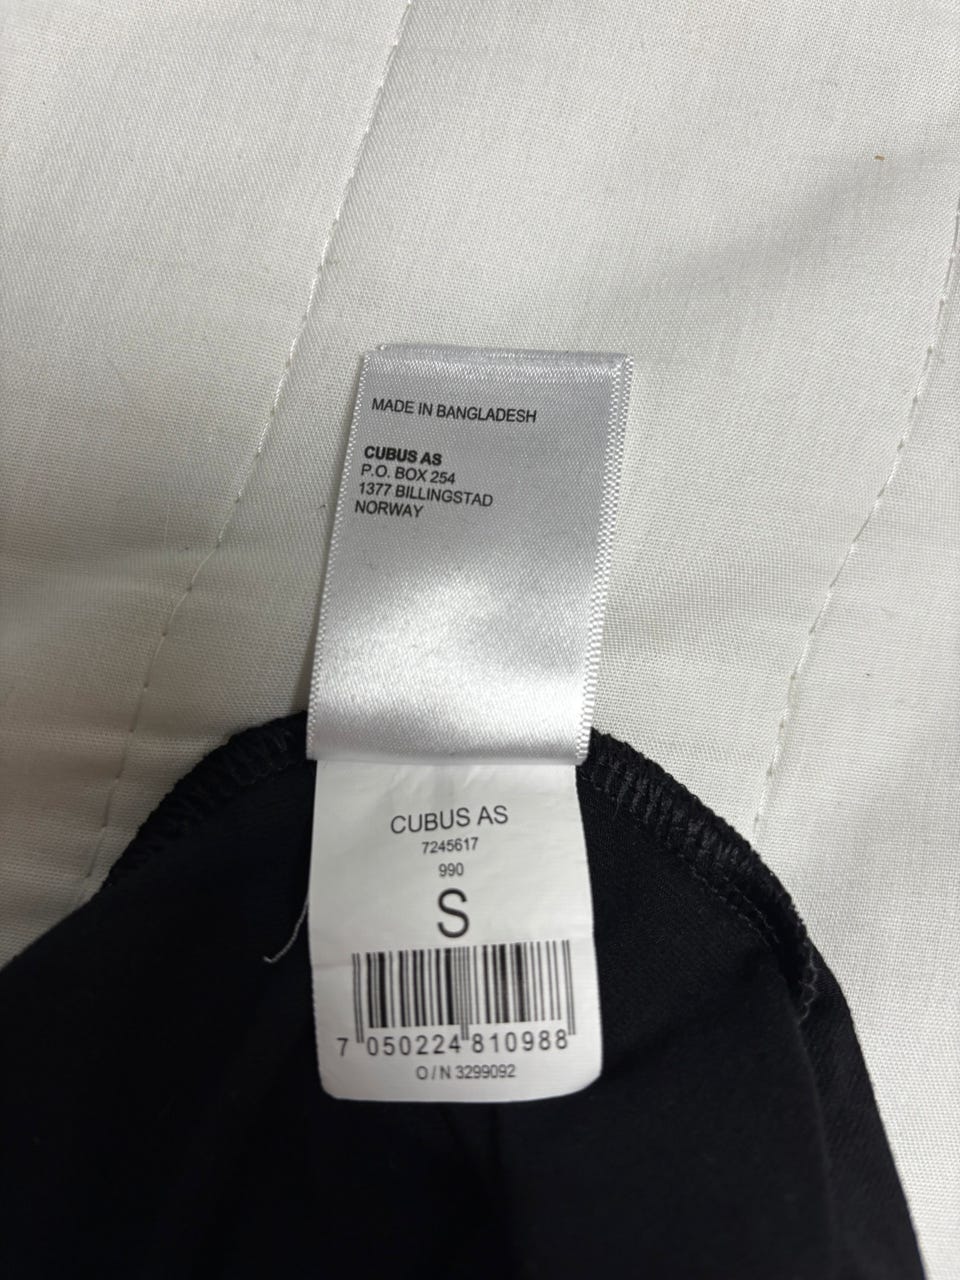 MADE IN BANGLADESH
CUBUS AS
P.O. BOX 254
1377 BILLINGSTAD
NORWAY
CUBUS AS
7245617
990
S
7 050224 810988
O / N 3299092